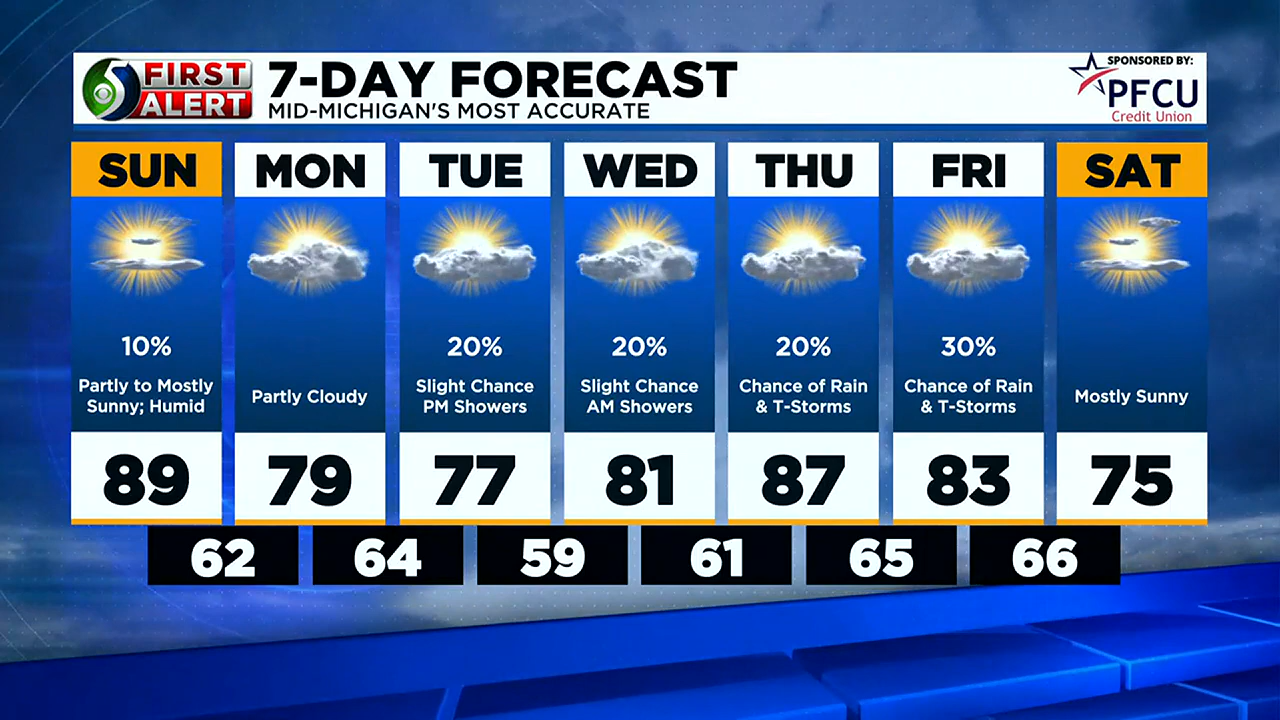 5 FIRST ALERT
7-DAY FORECAST
MID-MICHIGAN'S MOST ACCURATE
SPONSORED BY:
PFCU
Credit Union
SUN
MON
TUE
WED
THU
FRI
SAT
10%
20%
20%
20%
30%
Partly to Mostly
Sunny; Humid
Partly Cloudy
Slight Chance
PM Showers
Slight Chance
AM Showers
Chance of Rain
& T-Storms
Chance of Rain
& T-Storms
Mostly Sunny
89
79
77
81
87
83
75
62
64
59
61
65
66